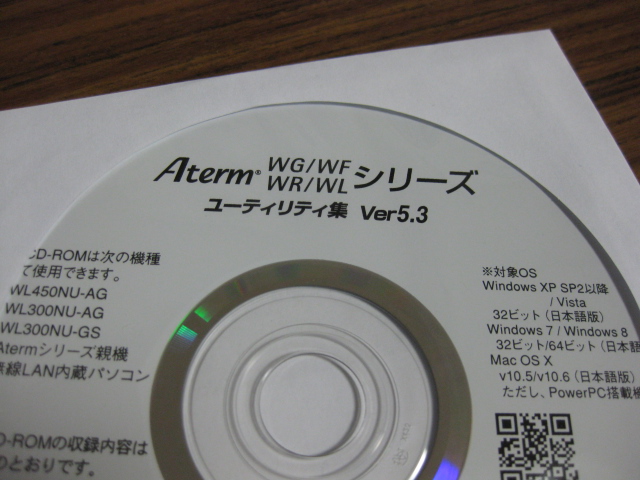 Aterm® WG/WF WR/WL シリーズ
ユーティリティ集 Ver5.3
CD-ROMは次の機種
て使用できます。
WL450NU-AG
WL300NU-AG
WL300NU-GS
Atermシリーズ親機
無線LAN内蔵パソコン
D-ROMの収録内容は
のとおりです。
※対象OS
Windows XP SP2以降
/ Vista
32ビット(日本語版)
Windows 7 / Windows 8
32ビット/64ビット(日本語
Mac OS X
v10.5/v10.6(日本語版)
ただし、PowerPC搭載機